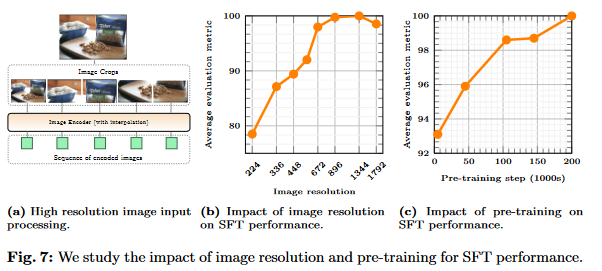 Image Crops
Image Encoder (with interpolation)
Sequence of encoded images
Average evaluation metric
100
90
80
224
336
448
672
896
1344
1792
Image resolution
Average evaluation metric
100
98
96
94
92
0
50
100
150
200
Pre-training step (1000s)
(a) High resolution image input
processing.
(b) Impact of image resolution
on SFT performance.
(c) Impact of pre-training on
SFT performance.
Fig. 7: We study the impact of image resolution and pre-training for SFT performance.